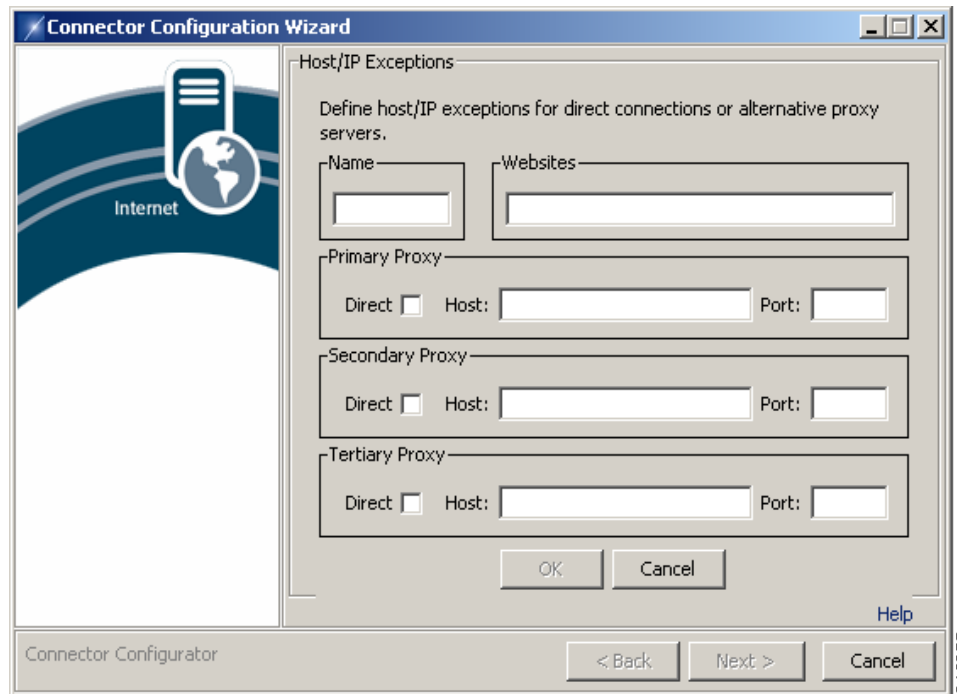 Connector Configuration Wizard
Host/IP Exceptions
Define host/IP exceptions for direct connections or alternative proxy
servers.
Name
Websites
Internet
Primary Proxy
Direct Host: Port:
Secondary Proxy
Direct Host: Port:
Tertiary Proxy
Direct Host: Port:
OK Cancel
Help
Connector Configurator
< Back Next > Cancel